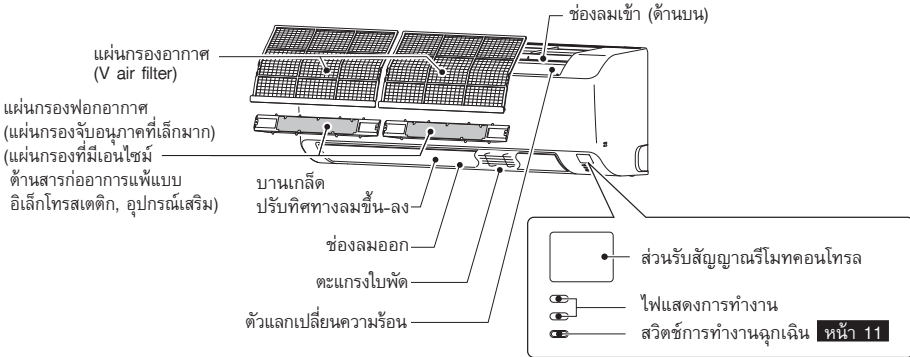 ช่องลมเข้า (ด้านบน)
แผ่นกรองอากาศ
(V air filter)
แผ่นกรองฟอกอากาศ
(แผ่นกรองจับอนุภาคที่เล็กมาก)
(แผ่นกรองที่มีเอนไซม์
ต้านสารก่ออาการแพ้แบบ
อิเล็กโทรสเตติก, อุปกรณ์เสริม)
บานเกล็ด
ปรับทิศทางลมขึ้น-ลง
ช่องลมออก
ตะแกรงใบพัด
ตัวแลกเปลี่ยนความร้อน
ส่วนรับสัญญาณรีโมทคอนโทรล
ไฟแสดงการทำงาน
สวิตช์การทำงานฉุกเฉิน หน้า 11